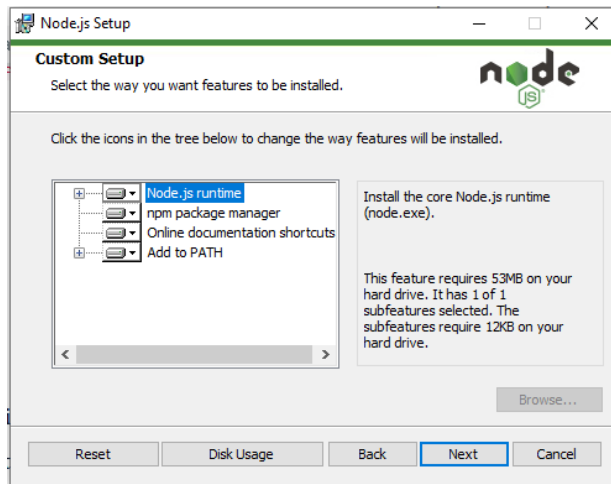 Node.js Setup
Custom Setup
Select the way you want features to be installed.
node
JS
Click the icons in the tree below to change the way features will be installed.
Node.js runtime
npm package manager
Online documentation shortcuts
Add to PATH
Install the core Node.js runtime
(node.exe).
This feature requires 53MB on your
hard drive. It has 1 of 1
subfeatures selected. The
subfeatures require 12KB on your
hard drive.
Browse...
Reset
Disk Usage
Back
Next
Cancel